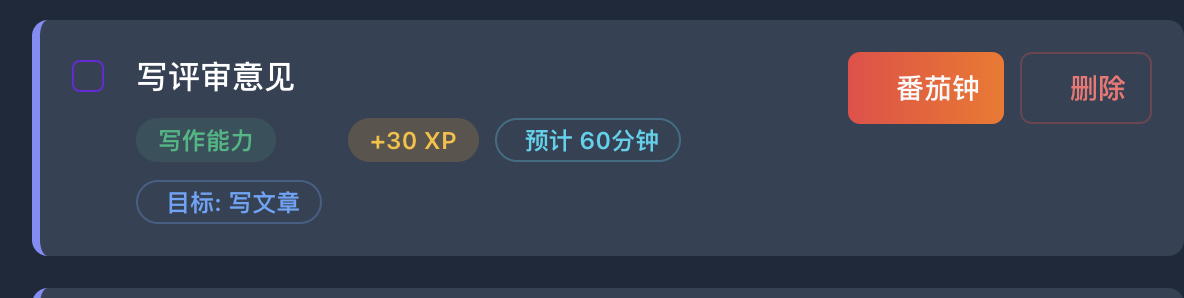 写评审意见
番茄钟
删除
写作能力
+30 XP
预计 60分钟
目标: 写文章